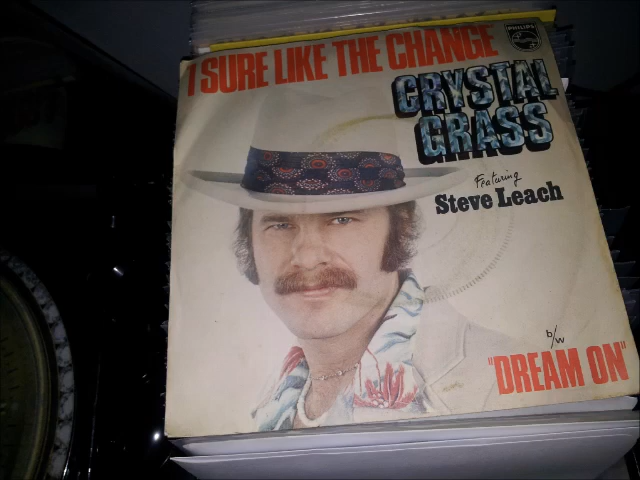 I SURE LIKE THE CHANGE
PHILIPS
CRYSTAL
GRASS
Featuring
Steve Leach
b/w
"DREAM ON"